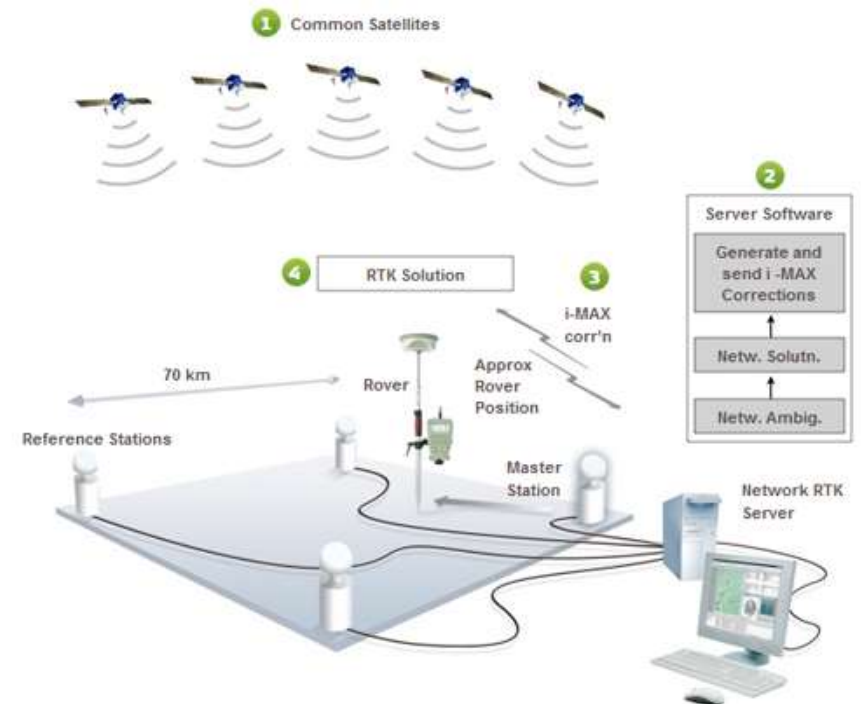 1 Common Satellites
2
Server Software
Generate and
send i -MAX
Corrections
Netw. Solutn.
Netw. Ambig.
4 RTK Solution
3
i-MAX
corr'n
70 km
Rover
Approx
Rover
Position
Reference Stations
Master
Station
Network RTK
Server